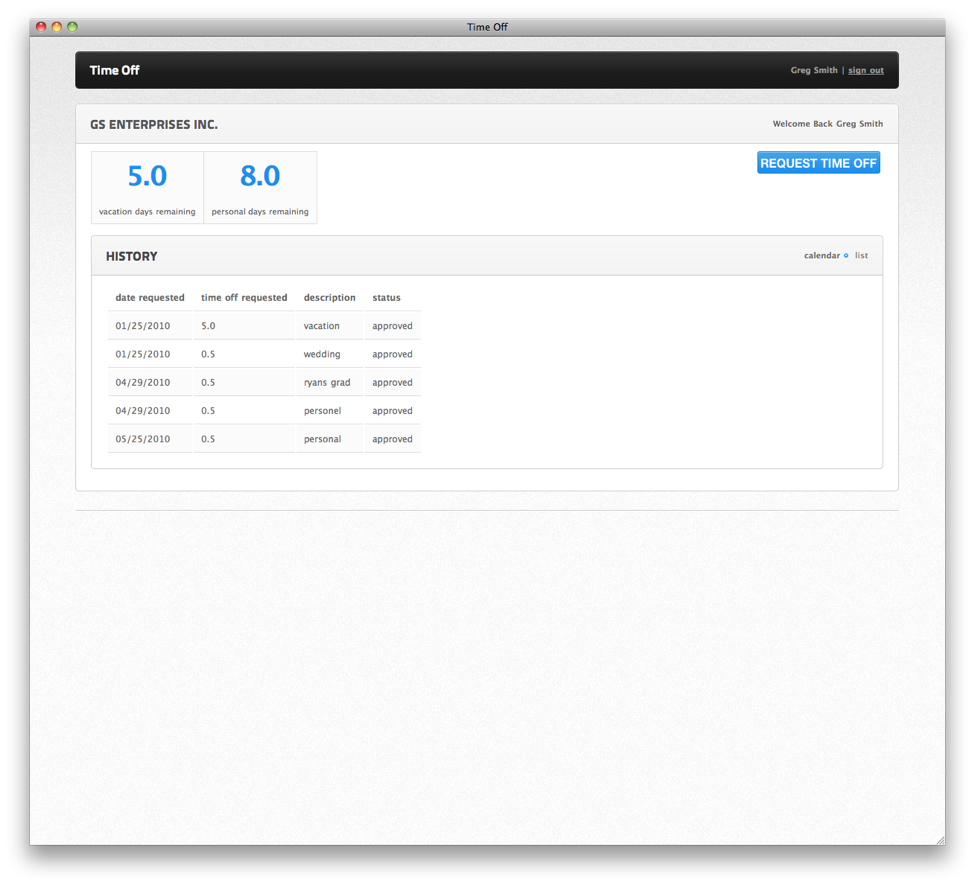 Time Off
Time Off
Greg Smith | sign out
GS ENTERPRISES INC.
Welcome Back Greg Smith
5.0 8.0
REQUEST TIME OFF
vacation days remaining personal days remaining
HISTORY
calendar list
date requested time off requested description status
01/25/2010 5.0 vacation approved
01/25/2010 0.5 wedding approved
04/29/2010 0.5 ryans grad approved
04/29/2010 0.5 personel approved
05/25/2010 0.5 personal approved